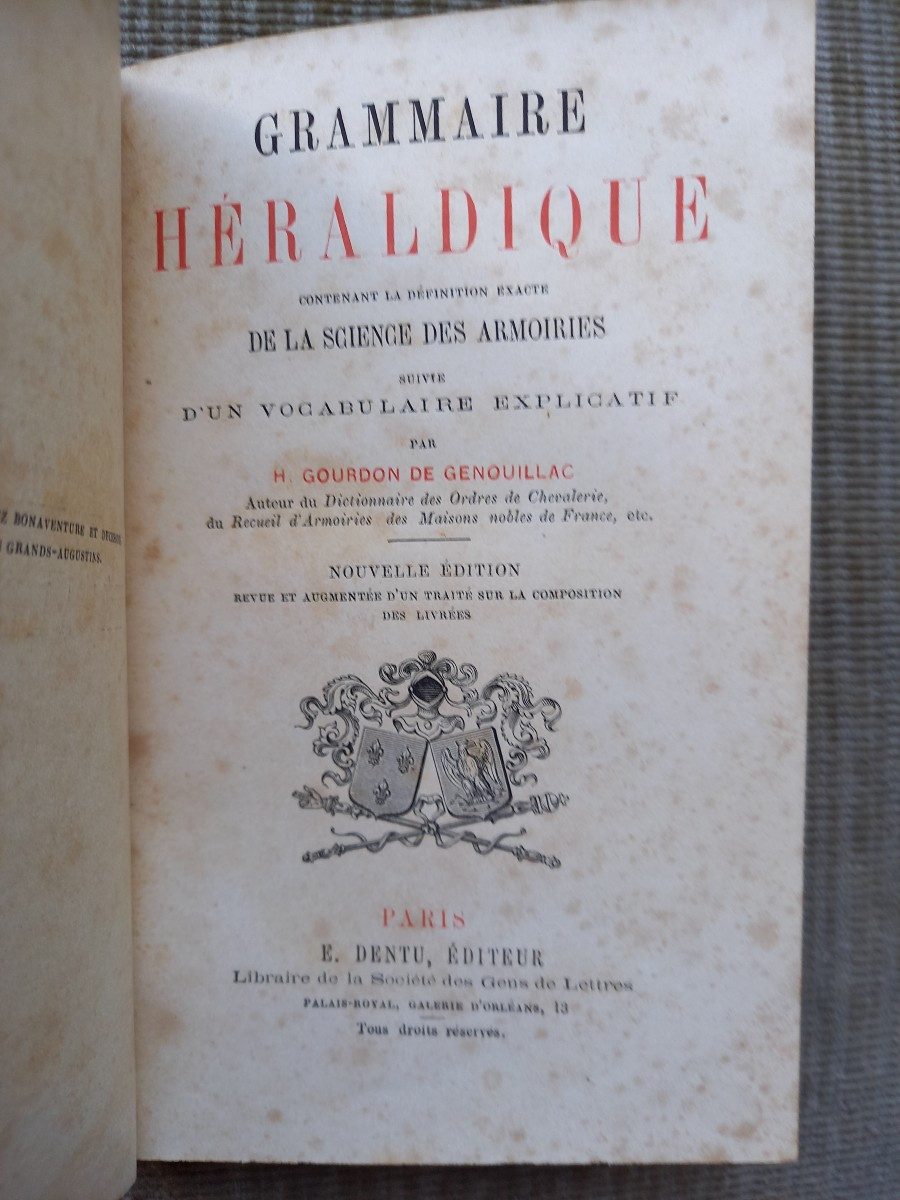 Z BONAVENTURE ET
GRANDS-AUGUSTINS.
GRAMMAIRE
HÉRALDIQUE
CONTENANT LA DÉFINITION EXACTE
DE LA SCIENCE DES ARMOIRIES
SUIVIE
D'UN VOCABULAIRE EXPLICATIF
PAR
H. GOURDON DE GENOUILLAC
Auteur du Dictionnaire des Ordres de Chevalerie,
du Recueil d'Armoiries des Maisons nobles de France, etc.
NOUVELLE ÉDITION
REVUE ET AUGMENTÉE D'UN TRAITÉ SUR LA COMPOSITION
DES LIVRÉES
PARIS
E. DENTU, ÉDITEUR
Libraire de la Société des Gens de Lettres
PALAIS-ROYAL, GALERIE D'ORLÉANS, 13
Tous droits réservés.